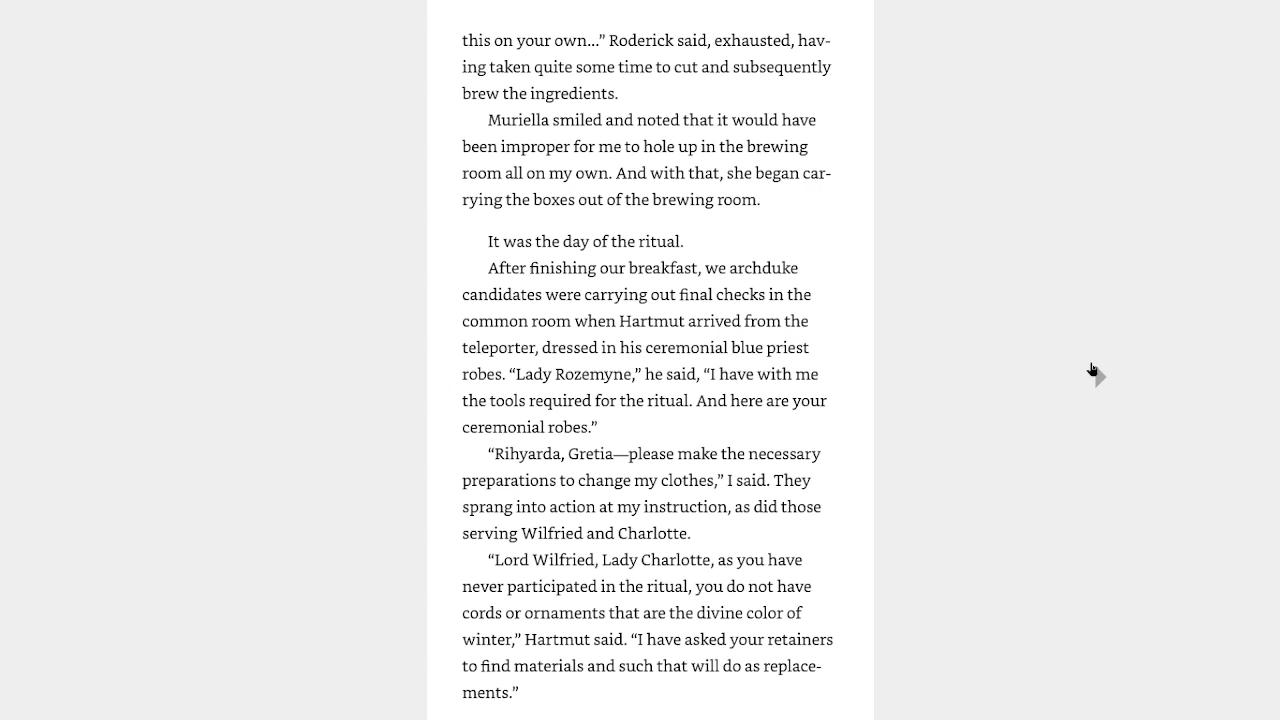 this on your own...” Roderick said, exhausted, hav-
ing taken quite some time to cut and subsequently
brew the ingredients.
Muriella smiled and noted that it would have
been improper for me to hole up in the brewing
room all on my own. And with that, she began car-
rying the boxes out of the brewing room.
It was the day of the ritual.
After finishing our breakfast, we archduke
candidates were carrying out final checks in the
common room when Hartmut arrived from the
teleporter, dressed in his ceremonial blue priest
robes. “Lady Rozemyne,” he said, “I have with me
the tools required for the ritual. And here are your
ceremonial robes.”
“Rihyarda, Gretia—please make the necessary
preparations to change my clothes,” I said. They
sprang into action at my instruction, as did those
serving Wilfried and Charlotte.
“Lord Wilfried, Lady Charlotte, as you have
never participated in the ritual, you do not have
cords or ornaments that are the divine color of
winter,” Hartmut said. “I have asked your retainers
to find materials and such that will do as replace-
ments.”